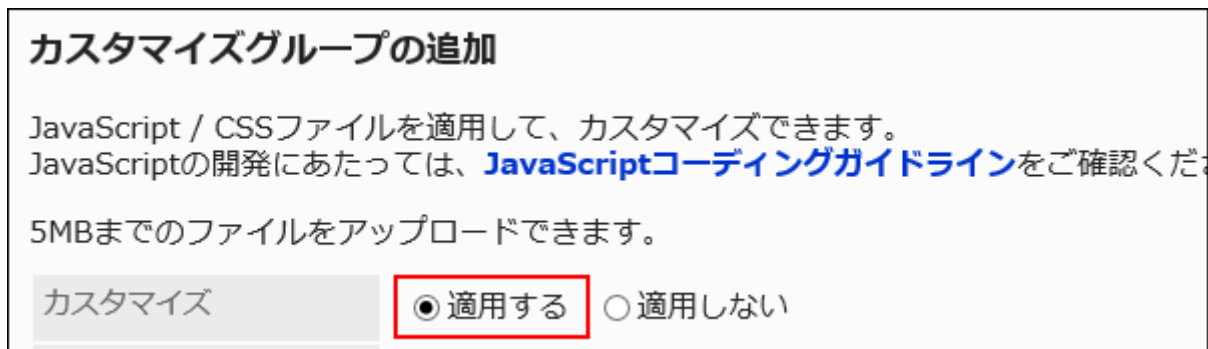 カスタマイズグループの追加
JavaScript / CSSファイルを適用して、カスタマイズできます。
JavaScriptの開発にあたっては、JavaScriptコーディングガイドラインをご確認くだ
5MBまでのファイルをアップロードできます。
カスタマイズ 適用する 適用しない